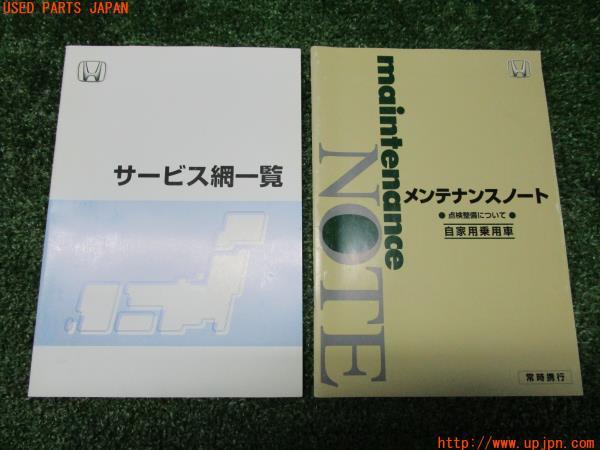 USED PARTS JAPAN
サービス網一覧
maintenance
NOTE
メンテナンスノート
● 点検整備について ●
自家用乗用車
常時携行
http://www.upjpn.com